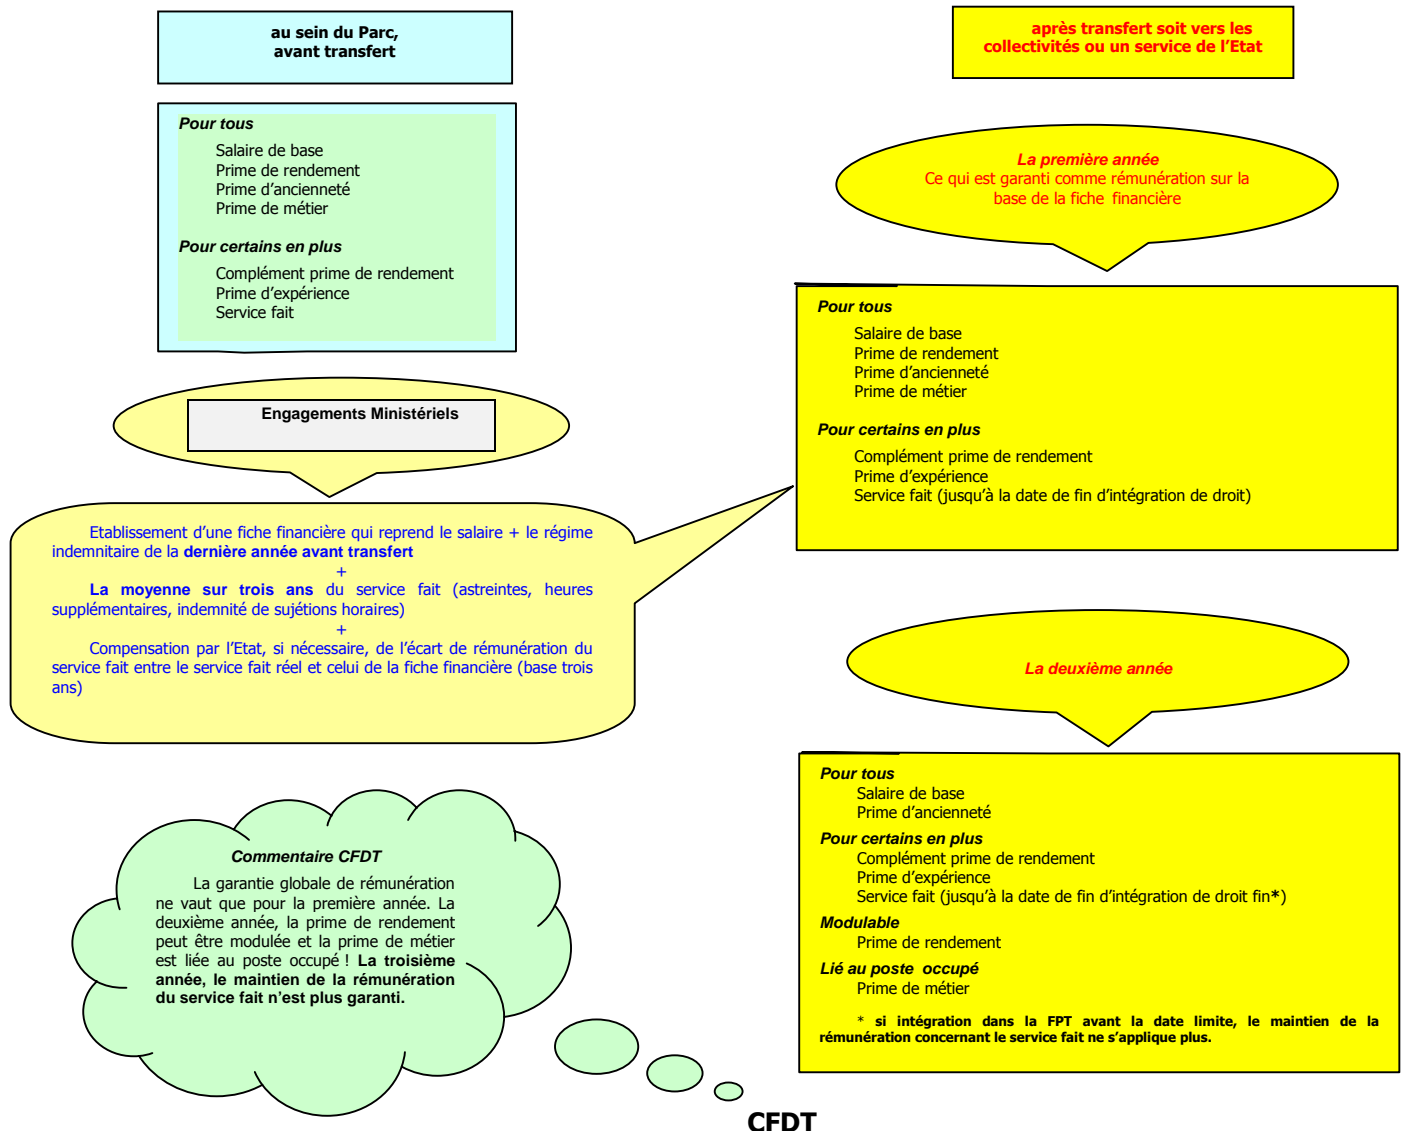 au sein du Parc,
avant transfert
Pour tous
Salaire de base
Prime de rendement
Prime d’ancienneté
Prime de métier
Pour certains en plus
Complément prime de rendement
Prime d’expérience
Service fait
Engagements Ministériels
Etablissement d’une fiche financière qui reprend le salaire + le régime
indemnitaire de la dernière année avant transfert
+
La moyenne sur trois ans du service fait (astreintes, heures
supplémentaires, indemnité de sujétions horaires)
+
Compensation par l’Etat, si nécessaire, de l’écart de rémunération du
service fait entre le service fait réel et celui de la fiche financière (base trois
ans)
Commentaire CFDT
La garantie globale de rémunération
ne vaut que pour la première année. La
deuxième année, la prime de rendement
peut être modulée et la prime de métier
est liée au poste occupé ! La troisième
année, le maintien de la rémunération
du service fait n’est plus garanti.
après transfert soit vers les
collectivités ou un service de l’Etat
La première année
Ce qui est garanti comme rémunération sur la
base de la fiche financière
Pour tous
Salaire de base
Prime de rendement
Prime d’ancienneté
Prime de métier
Pour certains en plus
Complément prime de rendement
Prime d’expérience
Service fait (jusqu’à la date de fin d’intégration de droit)
La deuxième année
Pour tous
Salaire de base
Prime d’ancienneté
Pour certains en plus
Complément prime de rendement
Prime d’expérience
Service fait (jusqu’à la date de fin d’intégration de droit fin*)
Modulable
Prime de rendement
Lié au poste occupé
Prime de métier
* si intégration dans la FPT avant la date limite, le maintien de la
rémunération concernant le service fait ne s’applique plus.
CFDT